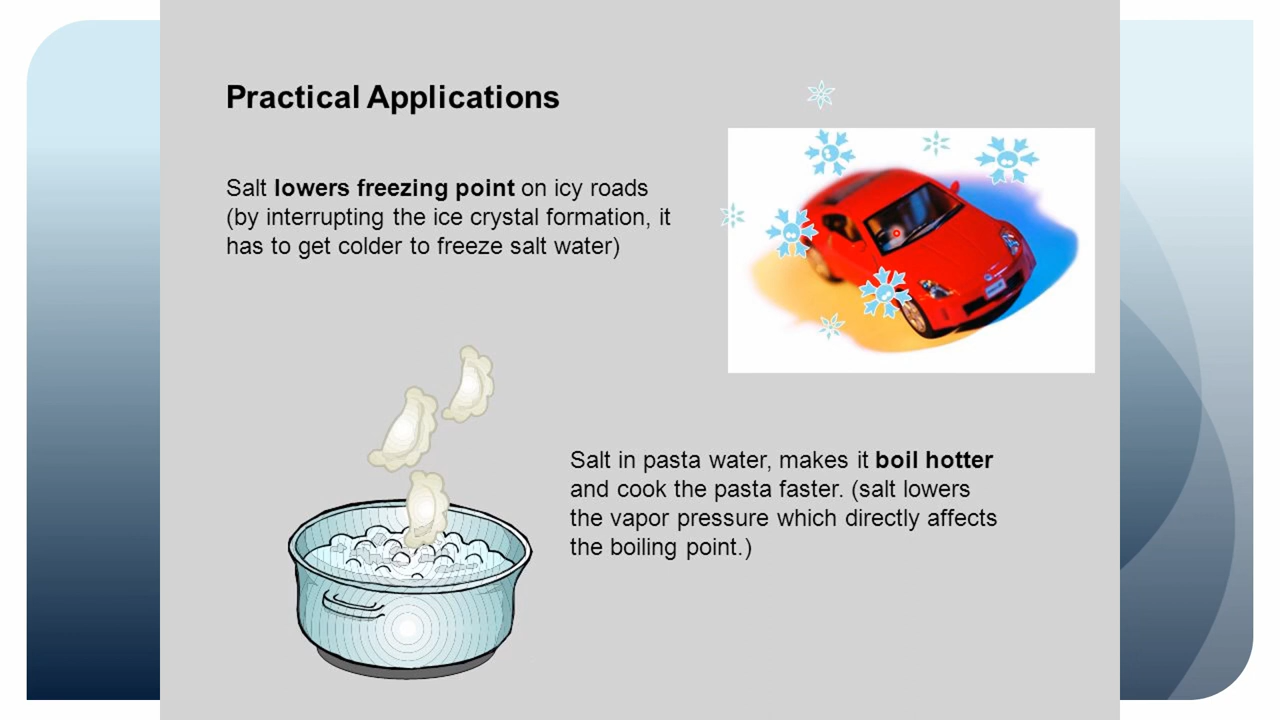 Practical Applications
Salt lowers freezing point on icy roads
(by interrupting the ice crystal formation, it
has to get colder to freeze salt water)
Salt in pasta water, makes it boil hotter
and cook the pasta faster. (salt lowers
the vapor pressure which directly affects
the boiling point.)